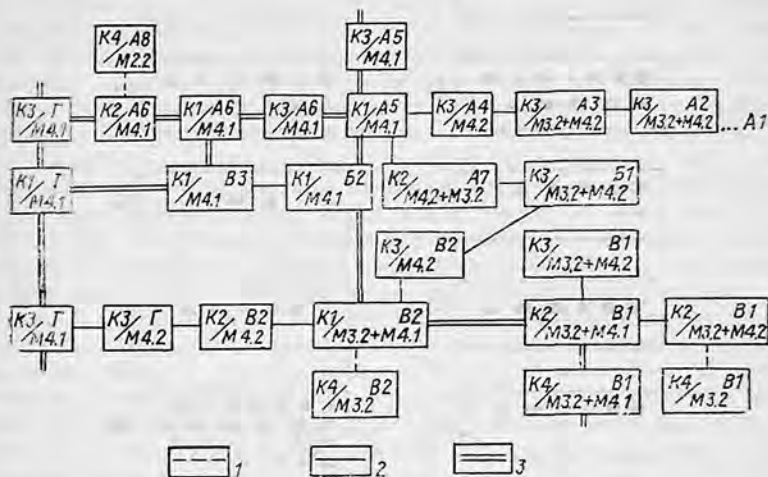 К4/А8 К3/А5
М2.2 М4.1
К3/Г К2/А6 К1/А6 К3/А6 К1/А5 К3/А4 К3/ А3 К3/ А2
М4.1 М4.1 М4.1 М4.1 М4.1 М4.2 М3.2+М4.2 М3.2+М4.2 ...А1
К1/Г К1/ В3 К1/ Б2 К2/ А7 К3/ Б1
М4.1 М4.1 М4.1 М4.2+М3.2 М3.2+М4.2
К3/ В2 К3/ В1
М4.2 М3.2+М4.2
К3/Г К3/Г К2/ В2 К1/ В2 К2/ В1 К2/ В1
М4.1 М4.2 М4.2 М3.2+М4.1 М3.2+М4.1 М3.2+М4.2
К4/ В2 К4/ В1 К4/ В1
М3.2 М3.2+М4.1 М3.2
1 2 3